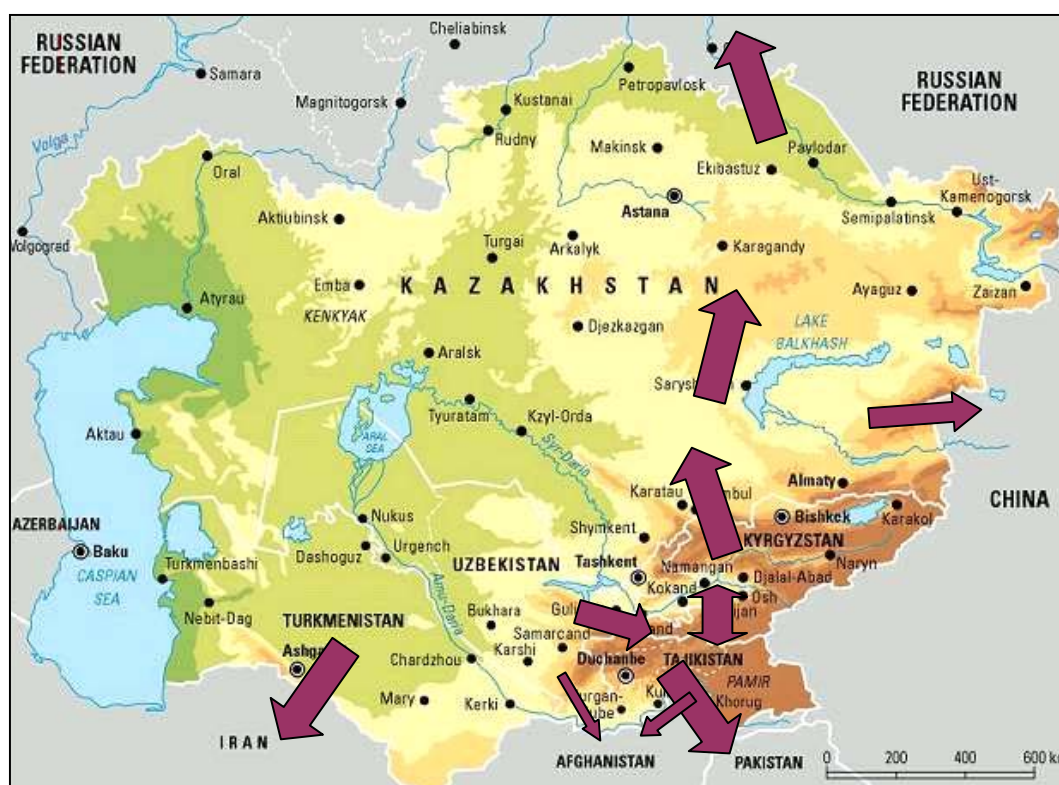 Cheliabinsk
RUSSIAN
FEDERATION
Samara
Petropavlosk
RUSSIAN
FEDERATION
Magnitogorsk
Kustanai
Volga
Rudny
Makinsk
Pavlodar
Oral
Ekibastuz
Ust-
Kamenogorsk
Astana
Semipalatinsk
Aktiubinsk
Volgograd
Turgai
Arkalyk
Karagandy
Emba
KAZAKHSTAN
Ayaguz
Zaizan
Atyrau
KENKYAK
Djezkazgan
LAKE
BALKHASH
Aralsk
Tyuratam
Kzyl-Orda
Aktau
ARAL
SEA
Syr-Daria
Almaty
Karatau
CHINA
Bishkek
Karakol
Nukus
Shymkent
AZERBAIJAN
KYRGYZSTAN
Baku
Dashoguz
Urgench
UZBEKISTAN
Tashkent
Namangan
Naryn
CASPIAN
SEA
Turkmenbashi
Kokand
Djalal-Abad
Osh
Amu-Daria
Bukhara
Nebit-Dag
TURKMENISTAN
Samarcand
Karshi
Duchanbe
TAJIKISTAN
Chardzhou
PAMIR
Mary
Kerki
Khorug
IRAN
AFGHANISTAN
PAKISTAN
0 200 400 600